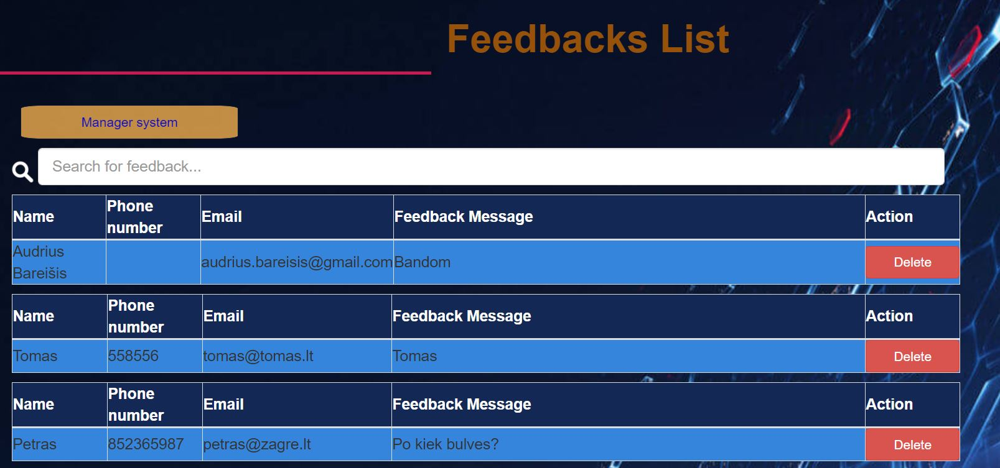 Feedbacks List
Manager system
Search for feedback...
Name Phone number Email Feedback Message Action
Audrius Bareišis audrius.bareisis@gmail.com Bandom Delete
Name Phone number Email Feedback Message Action
Tomas 558556 tomas@tomas.lt Tomas Delete
Name Phone number Email Feedback Message Action
Petras 852365987 petras@zagre.lt Po kiek bulves? Delete